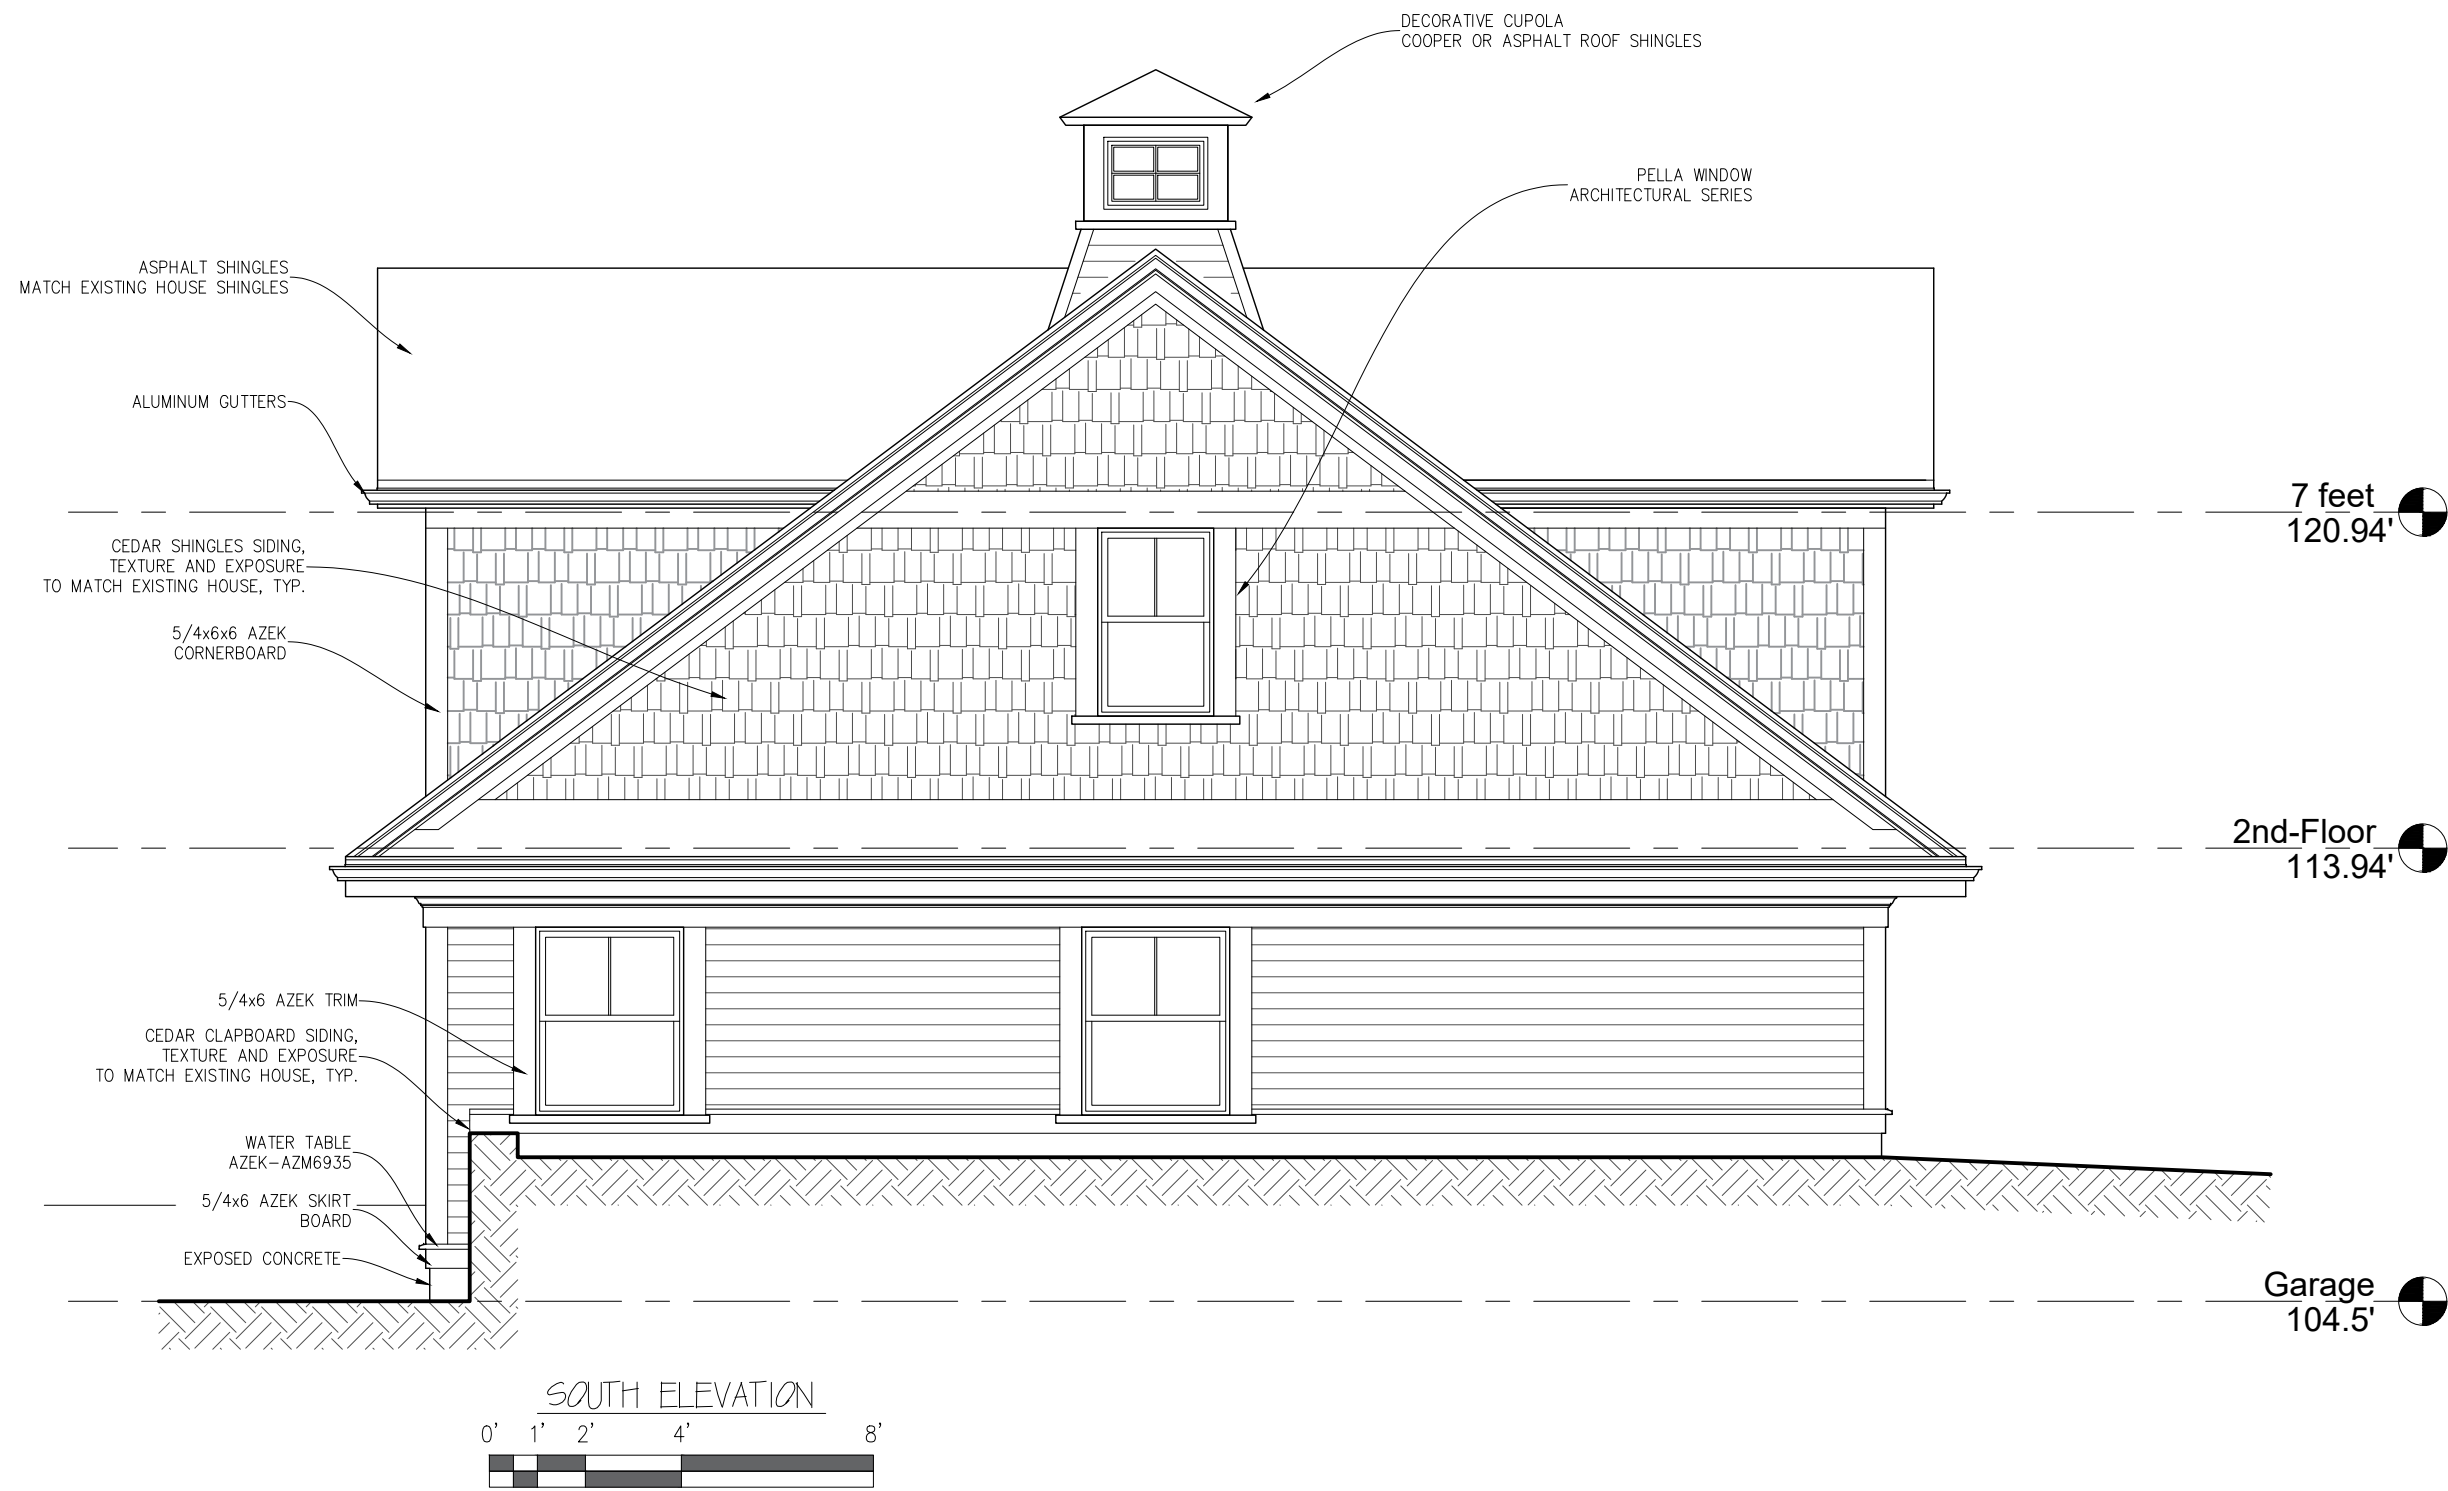 DECORATIVE CUPOLA
COOPER OR ASPHALT ROOF SHINGLES
PELLA WINDOW
ARCHITECTURAL SERIES
ASPHALT SHINGLES
MATCH EXISTING HOUSE SHINGLES
ALUMINUM GUTTERS
7 feet
120.94'
CEDAR SHINGLES SIDING,
TEXTURE AND EXPOSURE
TO MATCH EXISTING HOUSE, TYP.
5/4x6x6 AZEK
CORNERBOARD
2nd-Floor
113.94'
5/4x6 AZEK TRIM
CEDAR CLAPBOARD SIDING,
TEXTURE AND EXPOSURE
TO MATCH EXISTING HOUSE, TYP.
WATER TABLE
AZEK-AZM6935
5/4x6 AZEK SKIRT
BOARD
EXPOSED CONCRETE
Garage
104.5'
SOUTH ELEVATION
0' 1' 2' 4' 8'